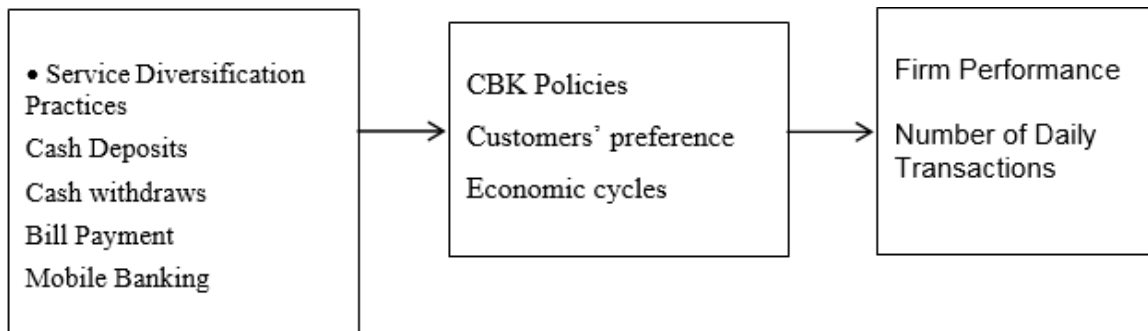 • Service Diversification
Practices
Cash Deposits
Cash withdraws
Bill Payment
Mobile Banking
CBK Policies
Customers’ preference
Economic cycles
Firm Performance
Number of Daily
Transactions